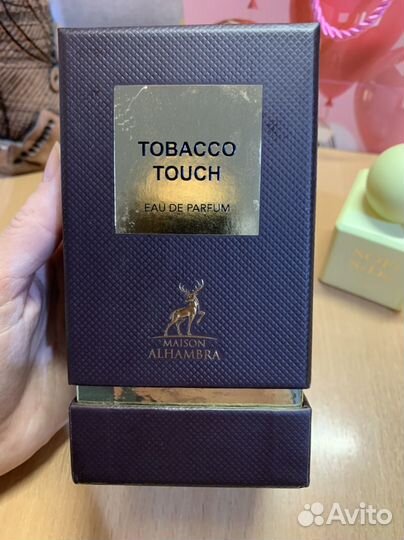 TOBACCO
TOUCH
EAU DE PARFUM
MAISON
ALHAMBRA
Avito